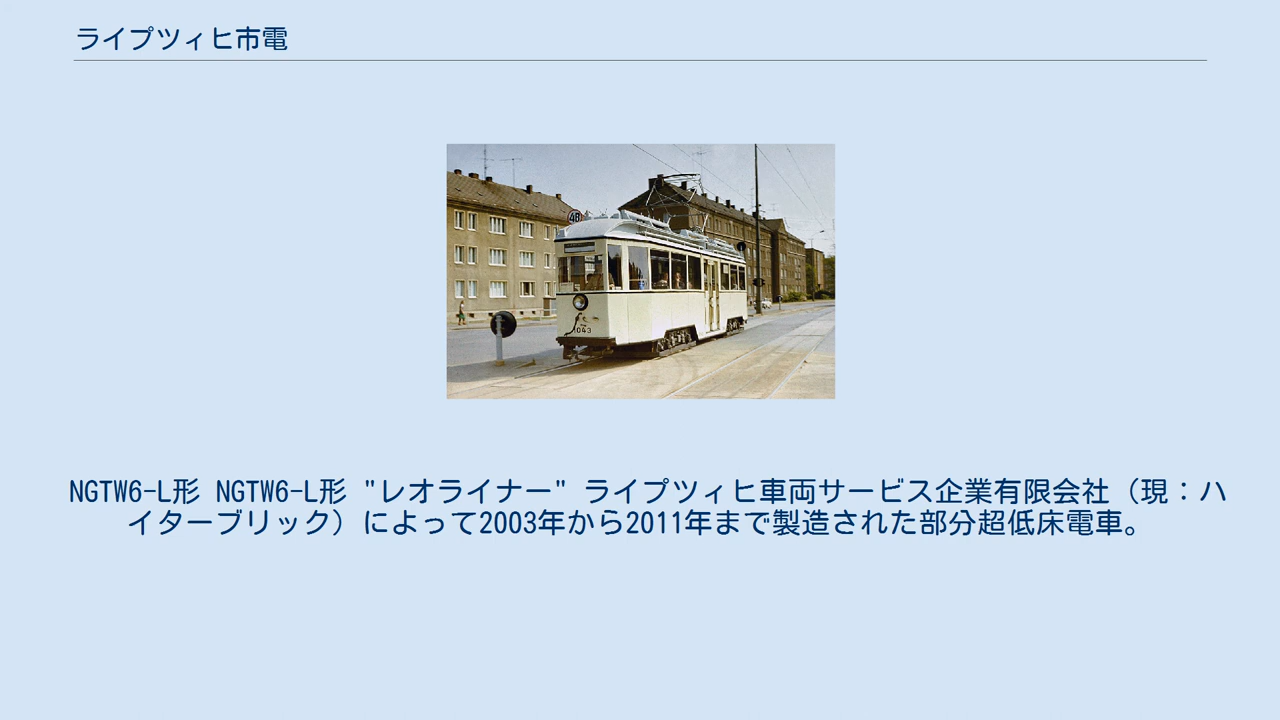 ライプツィヒ市電
46
1043
NGTW6-L形 NGTW6-L形 "レオライナー" ライプツィヒ車両サービス企業有限会社（現：ハ
イターブリック）によって2003年から2011年まで製造された部分超低床電車。